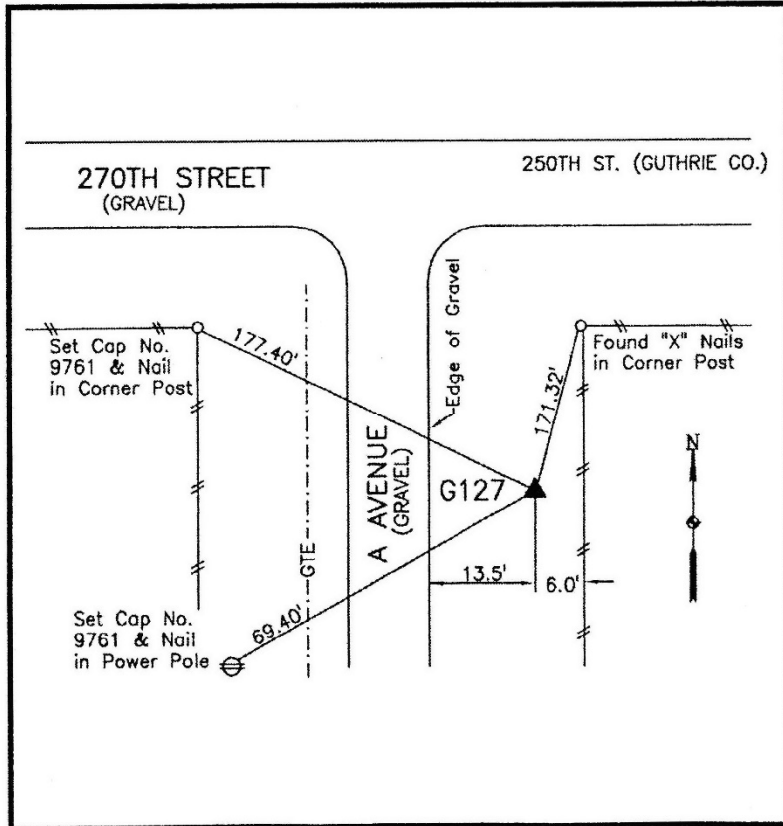 270TH STREET
(GRAVEL)
250TH ST. (GUTHRIE CO.)
Set Cap No.
9761 & Nail
in Corner Post
177.40'
Edge of Gravel
171.32'
Found "X" Nails
in Corner Post
A AVENUE
(GRAVEL)
G127
N
GTE
13.5'
6.0'
Set Cap No.
9761 & Nail
in Power Pole
69.40'